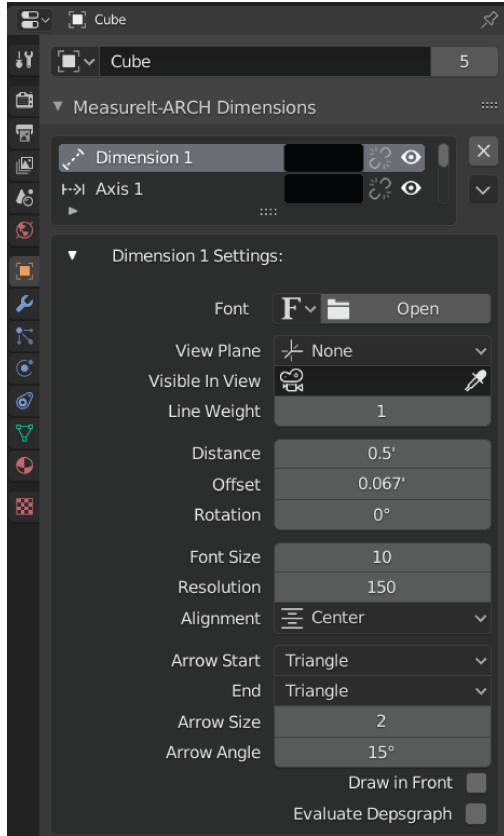 Cube
Cube 5
MeasureIt-ARCH Dimensions
Dimension 1
Axis 1
Dimension 1 Settings:
Font F Open
View Plane None
Visible In View
Line Weight 1
Distance 0.5'
Offset 0.067'
Rotation 0°
Font Size 10
Resolution 150
Alignment Center
Arrow Start Triangle
End Triangle
Arrow Size 2
Arrow Angle 15°
Draw in Front
Evaluate Depsgraph